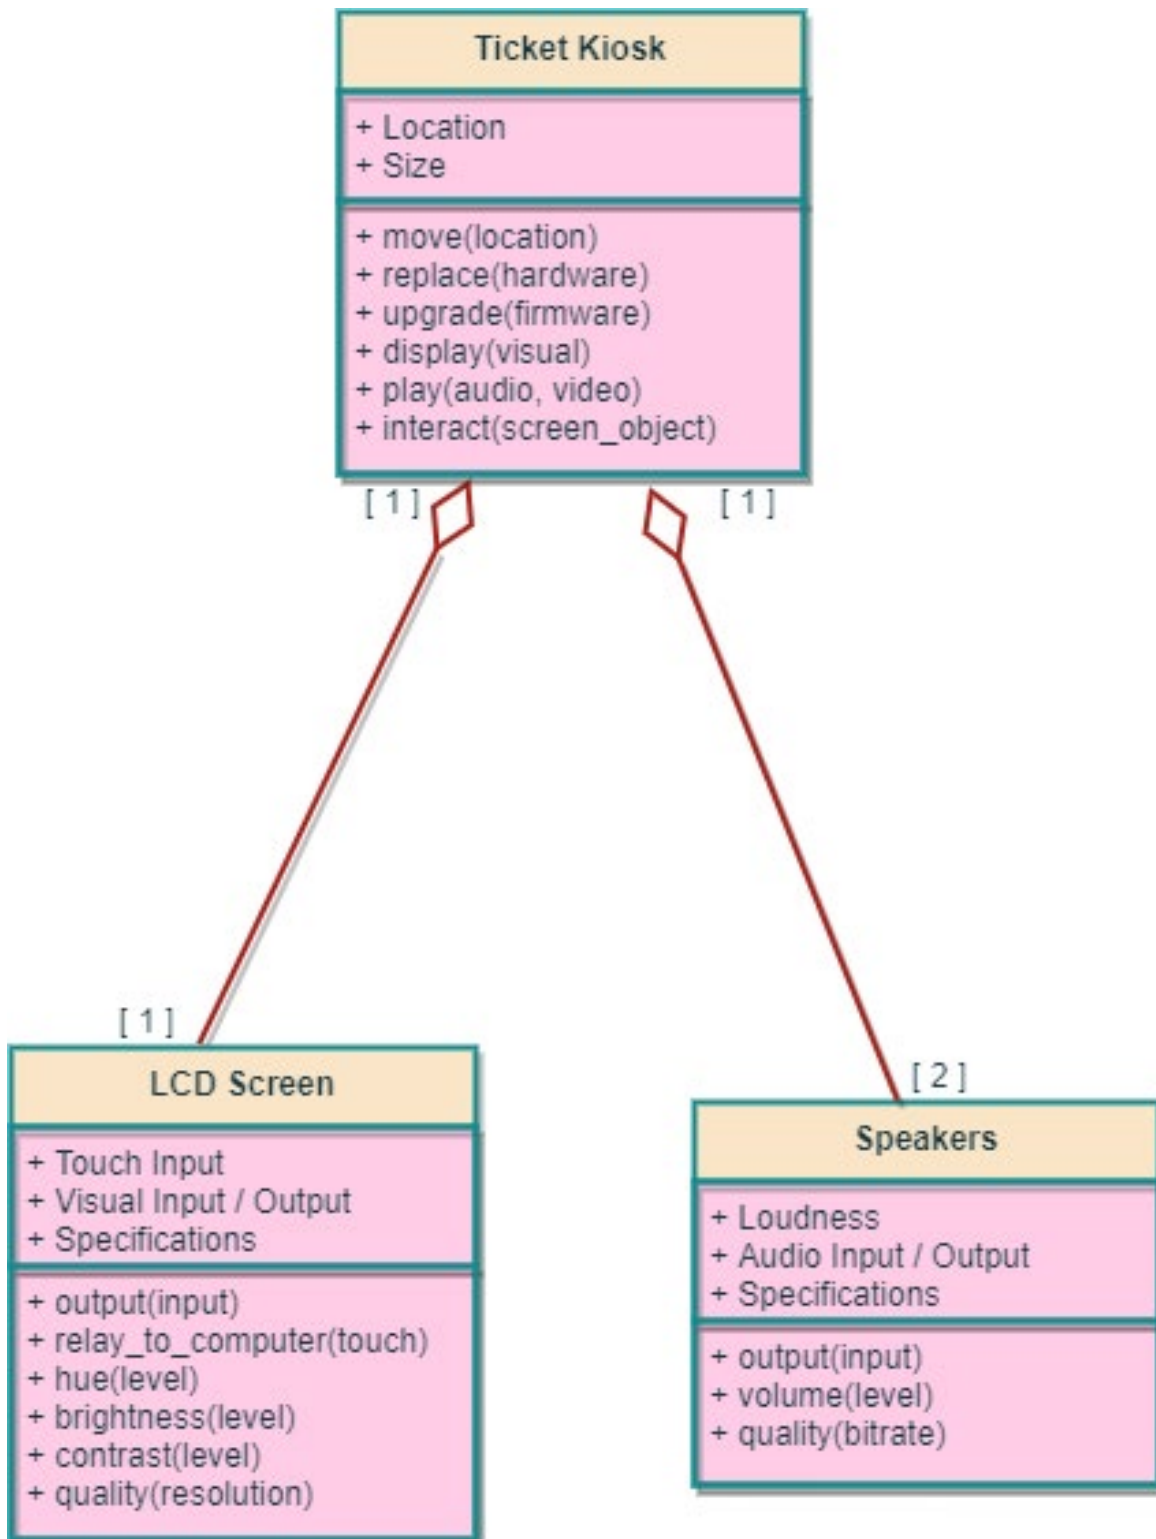 Ticket Kiosk
+ Location
+ Size
+ move(location)
+ replace(hardware)
+ upgrade(firmware)
+ display(visual)
+ play(audio, video)
+ interact(screen_object)
[ 1 ]
[ 1 ]
[ 1 ]
LCD Screen
+ Touch Input
+ Visual Input / Output
+ Specifications
+ output(input)
+ relay_to_computer(touch)
+ hue(level)
+ brightness(level)
+ contrast(level)
+ quality(resolution)
[ 2 ]
Speakers
+ Loudness
+ Audio Input / Output
+ Specifications
+ output(input)
+ volume(level)
+ quality(bitrate)